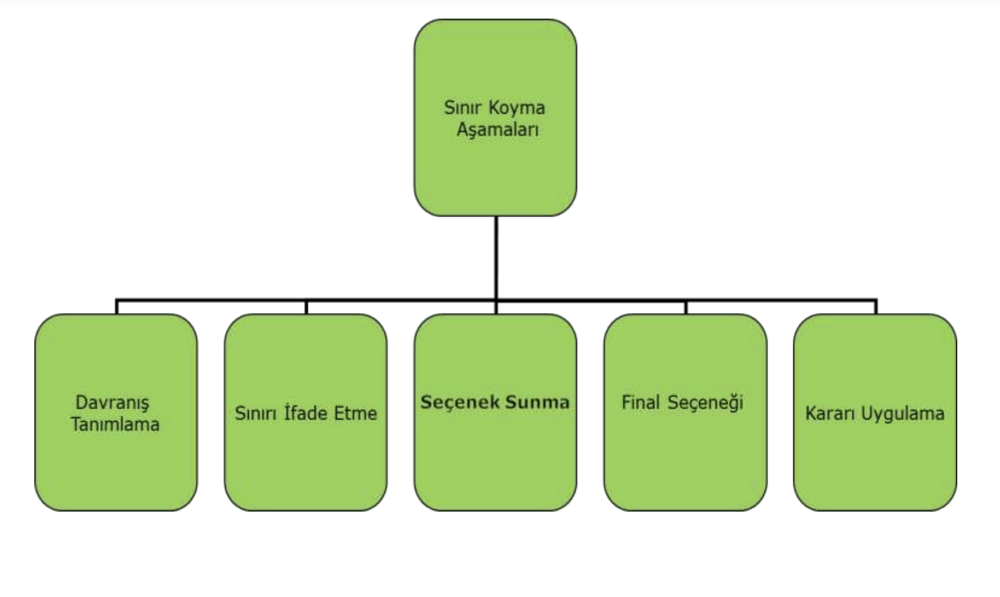 Sınır Koyma
Aşamaları
Davranış
Tanımlama
Sınırı İfade Etme
Seçenek Sunma
Final Seçeneği
Kararı Uygulama